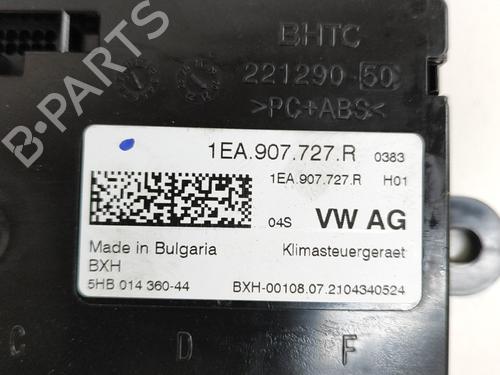 BHTC
221290-50
>PC+ABS<
1EA.907.727.R 0383
1EA.907.727.R H01
04S VW AG
Made in Bulgaria Klimasteuergeraet
BXH
5HB 014 360-44 BXH-00108.07.2104340524
C D F
B-PARTS